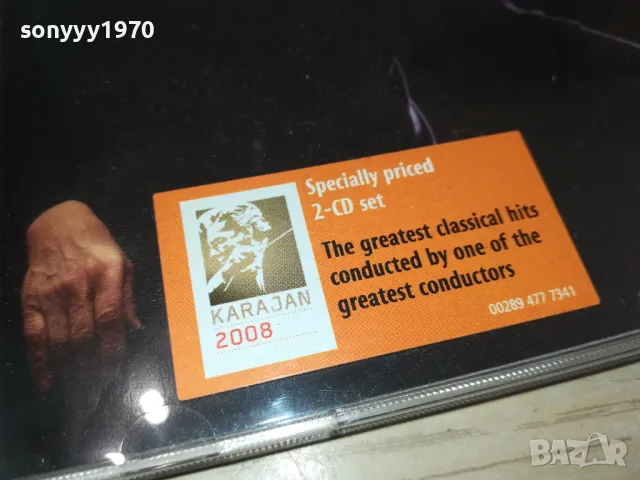 sonyyy1970
Specially priced
2-CD set
The greatest classical hits
conducted by one of the
greatest conductors
KARAJAN
2008
00289 477 7341
BAZAR